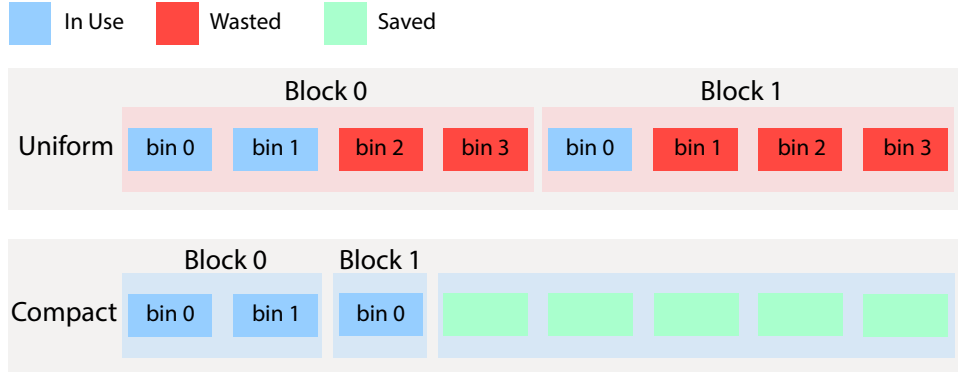 In Use Wasted Saved
Block 0 Block 1
Uniform bin 0 bin 1 bin 2 bin 3 bin 0 bin 1 bin 2 bin 3
Block 0 Block 1
Compact bin 0 bin 1 bin 0